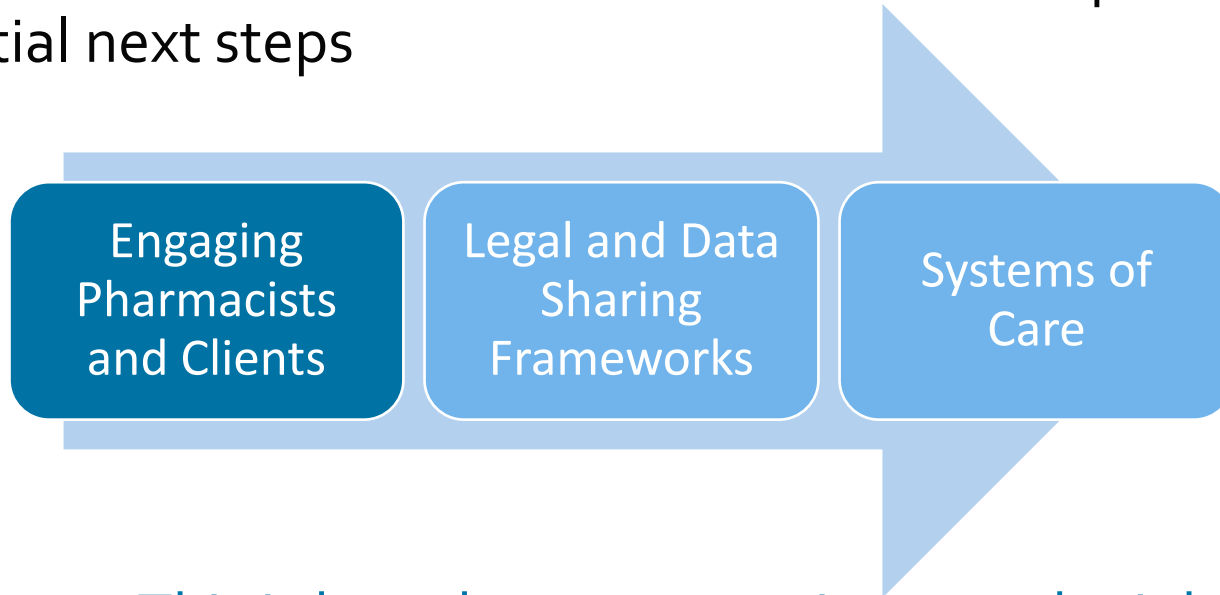 tial next steps
Engaging
Pharmacists
and Clients
Legal and Data
Sharing
Frameworks
Systems of
Care